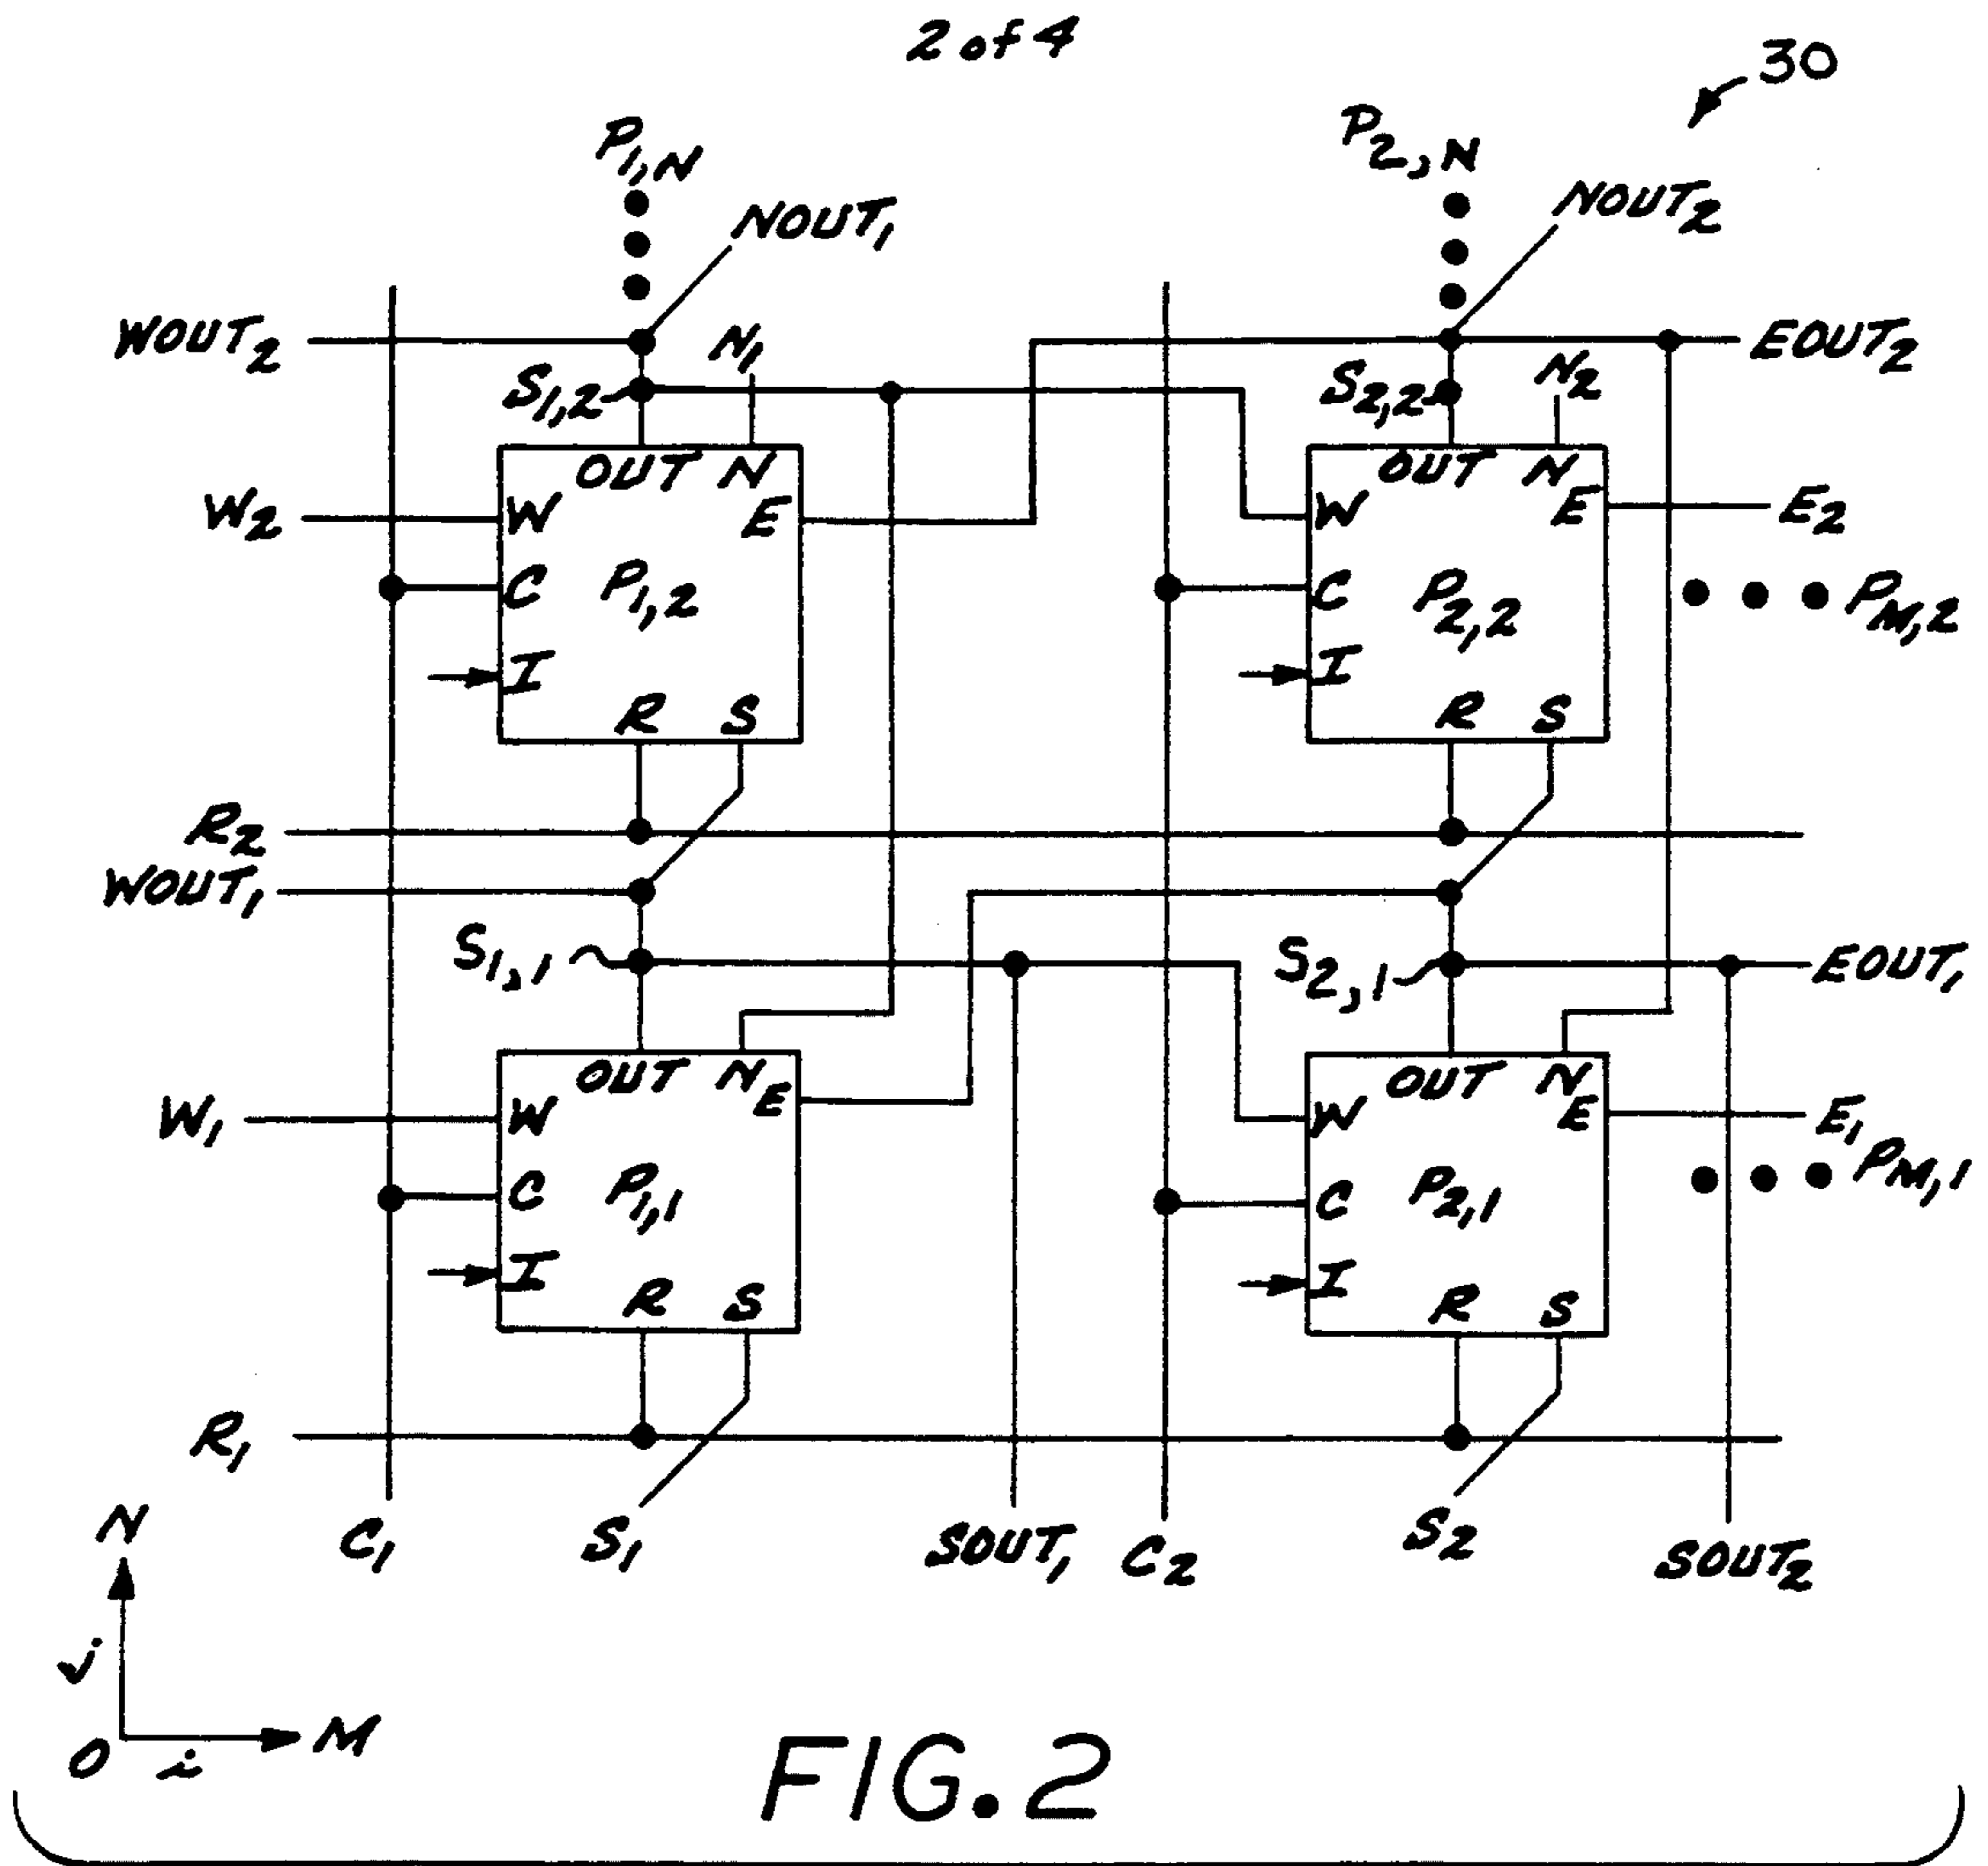 2 of 4
30
P1,N
P2,N
NOUT1
NOUT2
WOUT2
N1
EOUT2
S1,2
S2,2
N2
OUT N
OUT N
W2
W
E
W
E
E2
C
P1,2
C
P2,2
PM,2
I
I
R S
R S
R2
WOUT1
S1,1
S2,1
EOUT1
OUT N
OUT N
W1
W
E
W
E
E1
C
P1,1
C
P2,1
PM,1
I
I
R S
R S
R1
N
C1
S1
SOUT1
C2
S2
SOUT2
j
O
i
M
FIG. 2